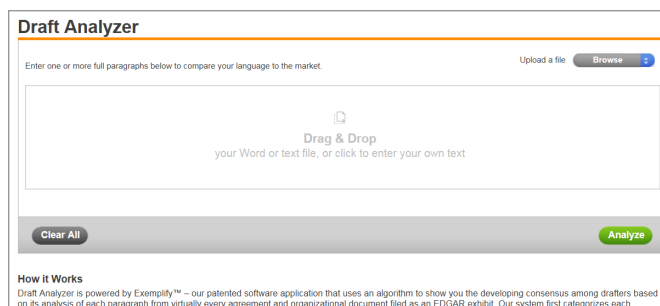 Draft Analyzer
Upload a file Browse
Enter one or more full paragraphs below to compare your language to the market.
Drag & Drop
your Word or text file, or click to enter your own text
Clear All Analyze
How it Works
Draft Analyzer is powered by Exemplify™ – our patented software application that uses an algorithm to show you the developing consensus among drafters based
on its analysis of each paragraph from virtually every agreement and organizational document filed as an EDGAR exhibit. Our system first categorizes each